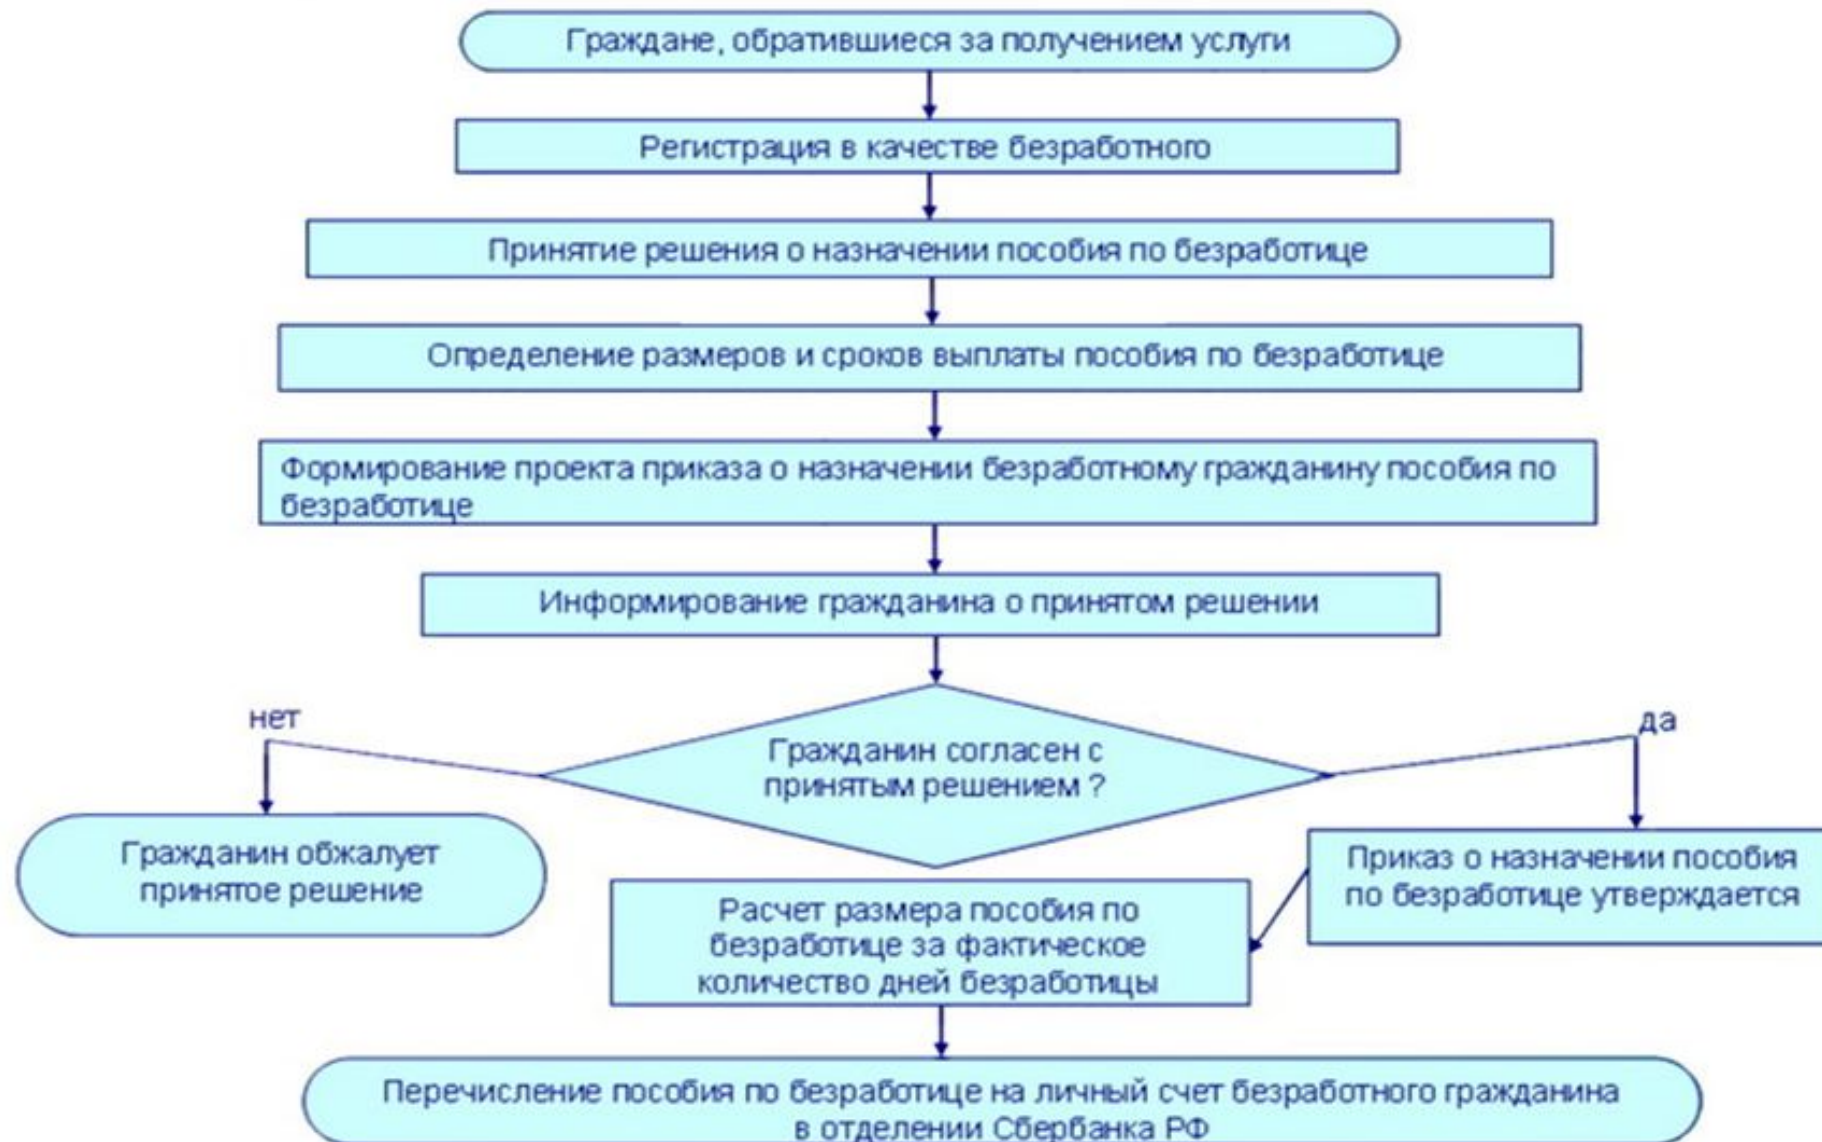 Граждане, обратившиеся за получением услуги
Регистрация в качестве безработного
Принятие решения о назначении пособия по безработице
Определение размеров и сроков выплаты пособия по безработице
Формирование проекта приказа о назначении безработному гражданину пособия по
безработице
Информирование гражданина о принятом решении
нет
да
Гражданин согласен с
принятым решением ?
Гражданин обжалует
принятое решение
Приказ о назначении пособия
по безработице утверждается
Расчет размера пособия по
безработице за фактическое
количество дней безработицы
Перечисление пособия по безработице на личный счет безработного гражданина
в отделении Сбербанка РФ